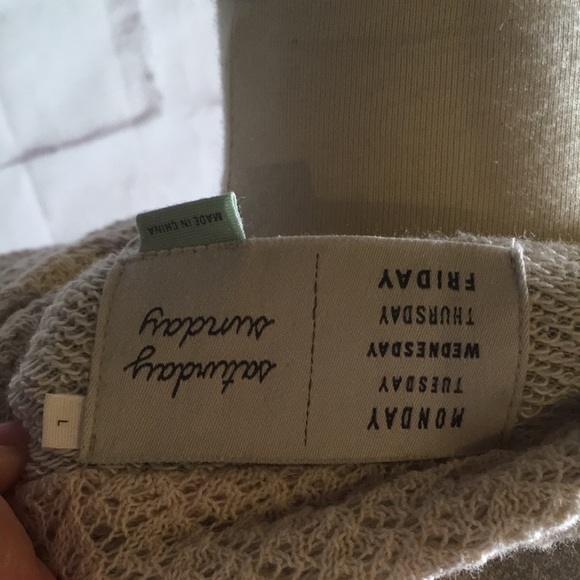 MONDAY
TUESDAY
WEDNESDAY
THURSDAY
FRIDAY
saturday
sunday
MADE IN CHINA
L